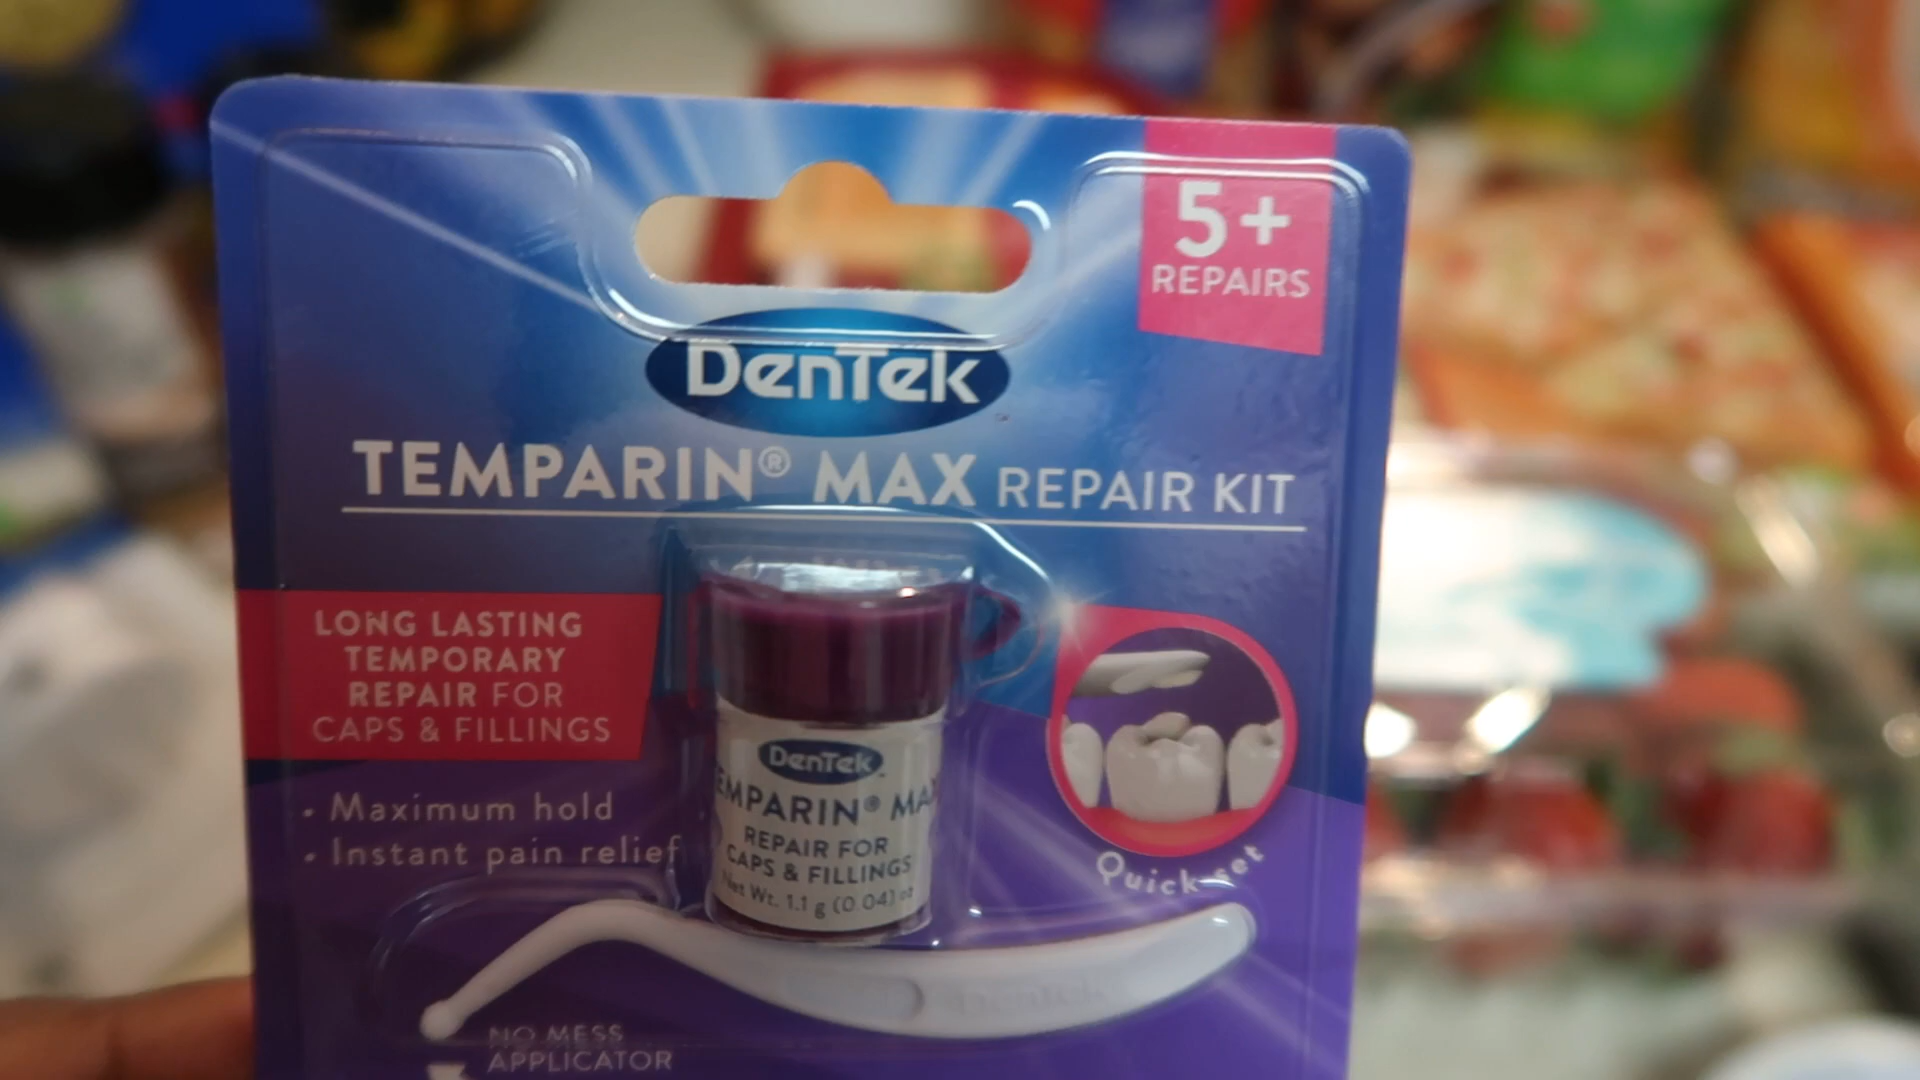 5+
REPAIRS
DenTek
TEMPARIN® MAX REPAIR KIT
LONG LASTING
TEMPORARY
REPAIR FOR
CAPS & FILLINGS
• Maximum hold
• Instant pain relief
DenTek
EMPARIN® MAX
REPAIR FOR
CAPS & FILLINGS
Net Wt. 1.1 g (0.04) oz
Quick set
NO MESS
APPLICATOR